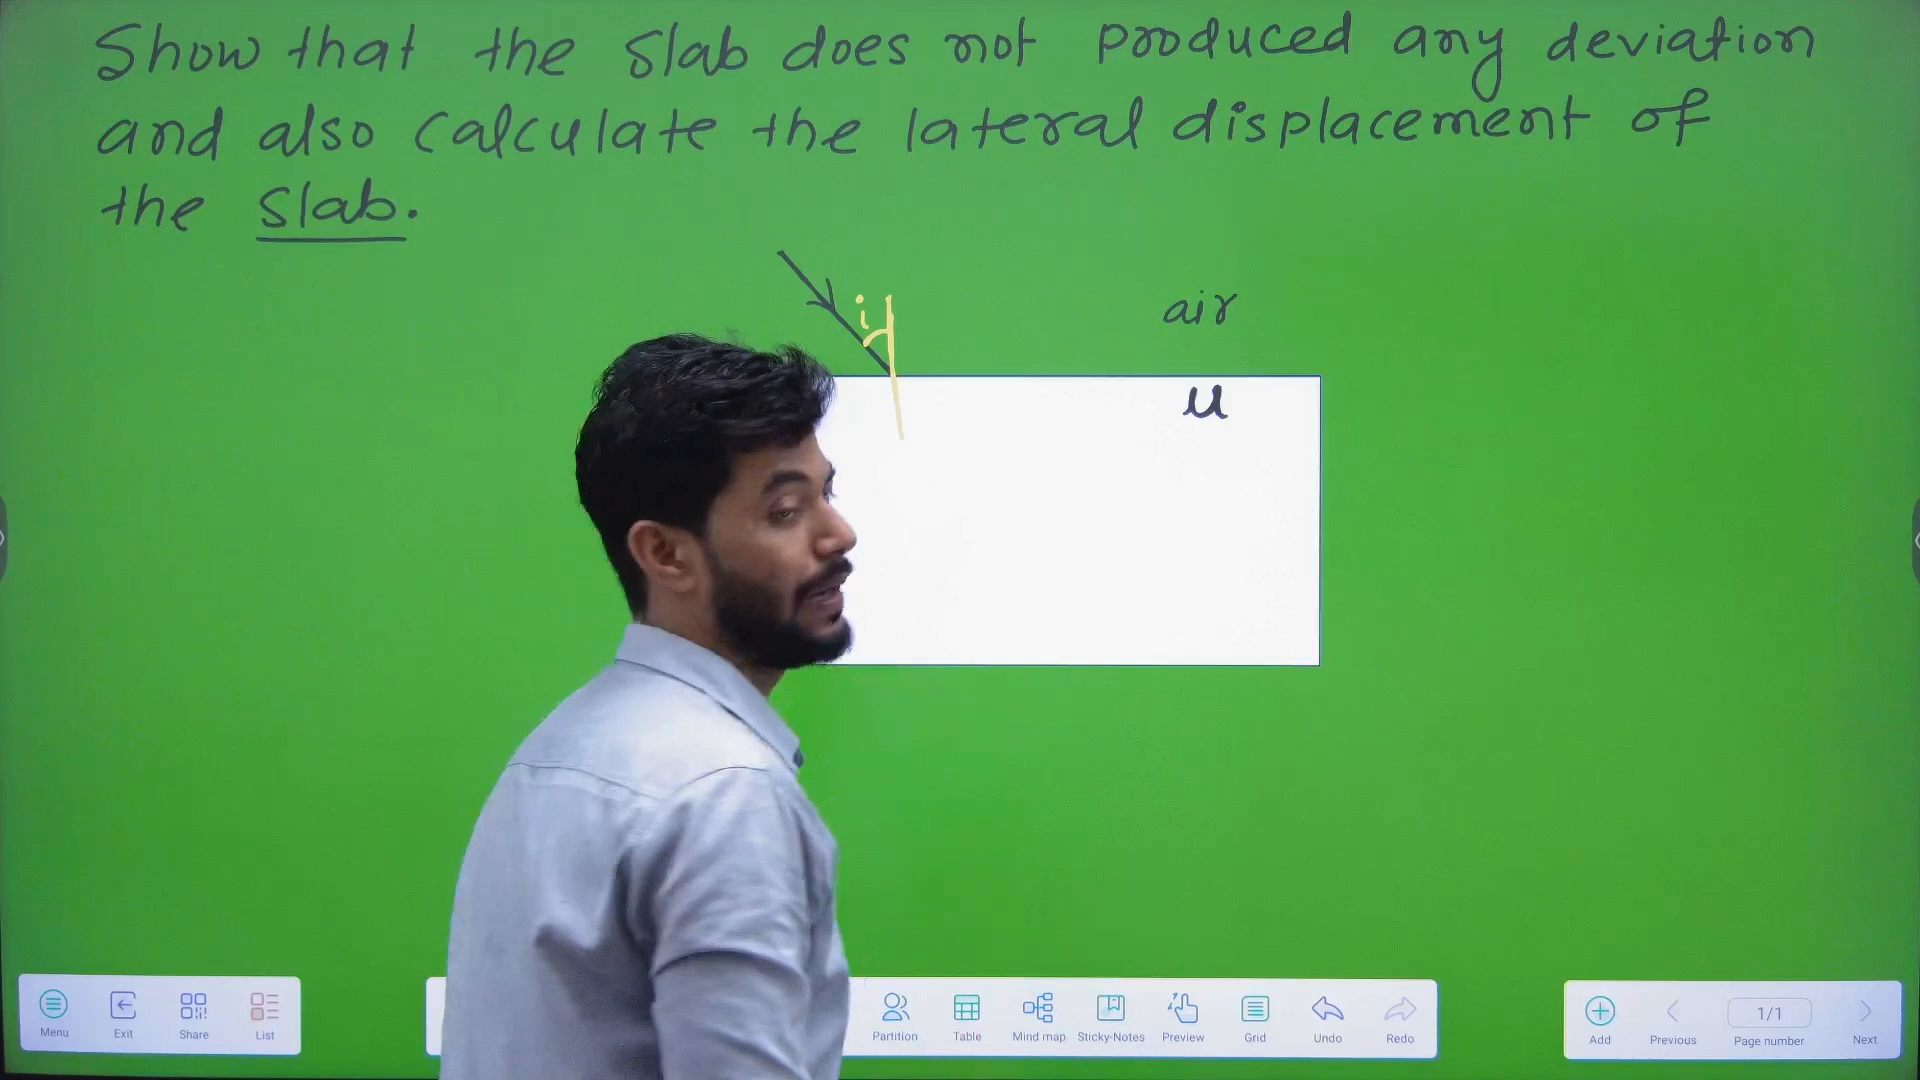 Show that the slab does not produced any deviation
and also calculate the lateral displacement of
the slab.
i
air
u
Menu
Exit
Share
List
Partition
Table
Mind map
Sticky-Notes
Preview
Grid
Undo
Redo
Add
Previous
1/1
Page number
Next